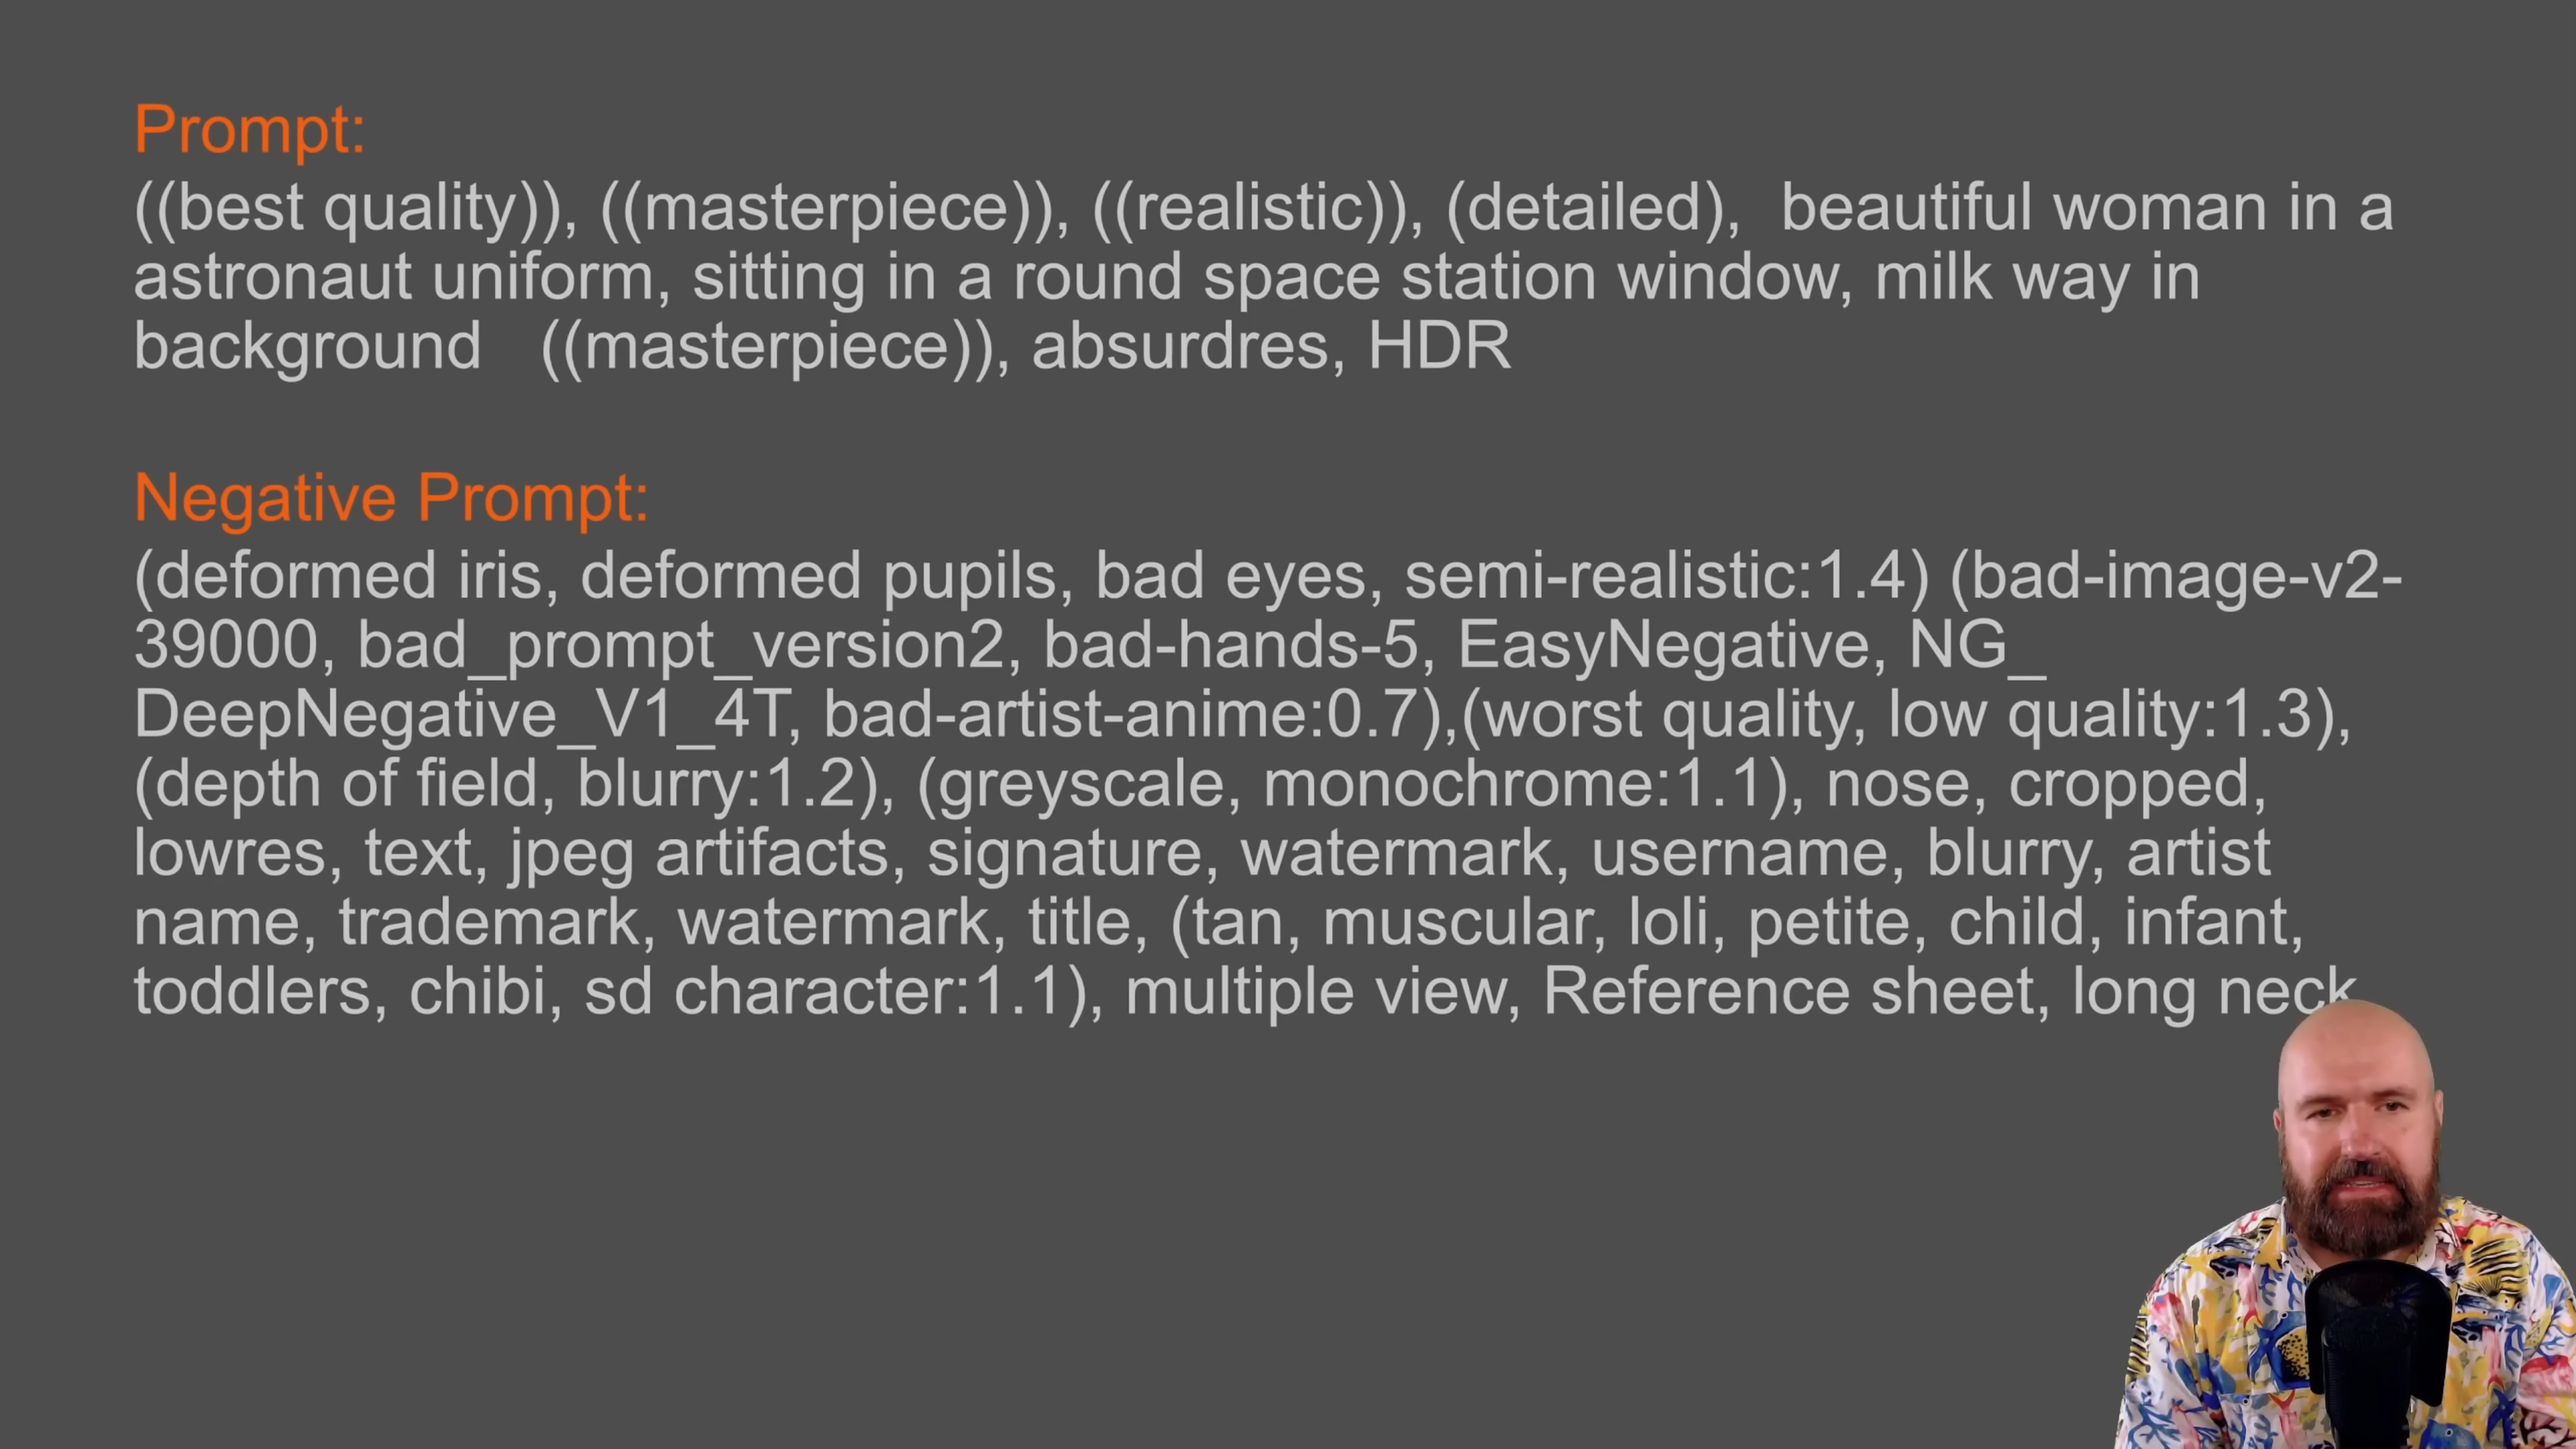 Prompt:
((best quality)), ((masterpiece)), ((realistic)), (detailed),  beautiful woman in a
astronaut uniform, sitting in a round space station window, milk way in
background   ((masterpiece)), absurdres, HDR
Negative Prompt:
(deformed iris, deformed pupils, bad eyes, semi-realistic:1.4) (bad-image-v2-
39000, bad_prompt_version2, bad-hands-5, EasyNegative, NG_
DeepNegative_V1_4T, bad-artist-anime:0.7),(worst quality, low quality:1.3),
(depth of field, blurry:1.2), (greyscale, monochrome:1.1), nose, cropped,
lowres, text, jpeg artifacts, signature, watermark, username, blurry, artist
name, trademark, watermark, title, (tan, muscular, loli, petite, child, infant,
toddlers, chibi, sd character:1.1), multiple view, Reference sheet, long neck